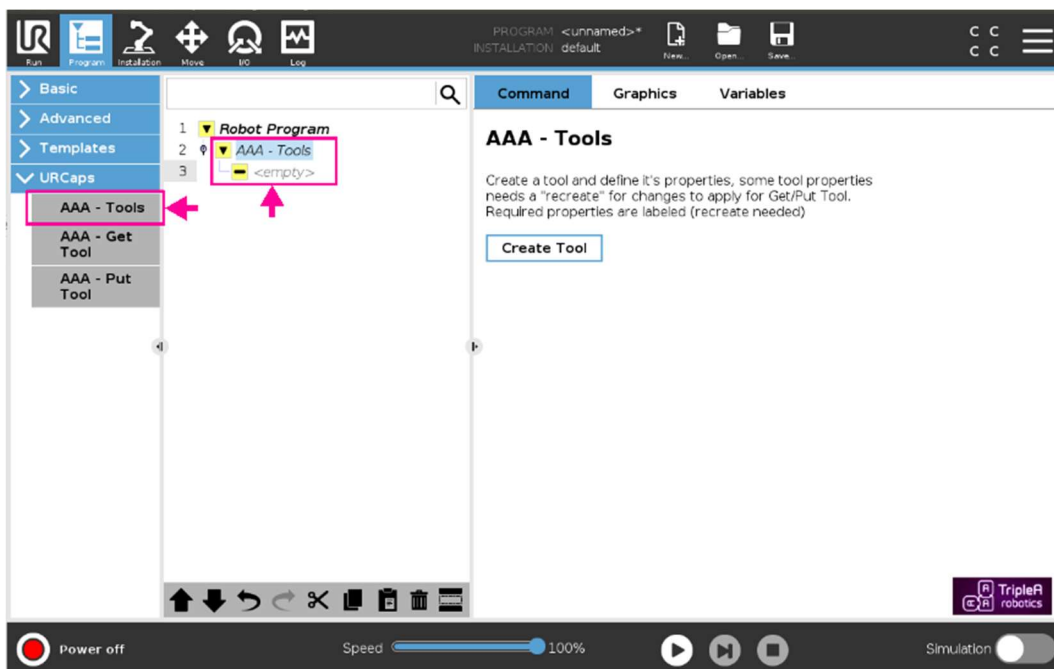 PROGRAM <unnamed>*
INSTALLATION default
Run
Program
Installation
Move
I/O
Log
New...
Open...
Save...
C C
C C
Basic
Advanced
Templates
URCaps
AAA - Tools
AAA - Get
Tool
AAA - Put
Tool
1 Robot Program
2 AAA - Tools
3 <empty>
Command Graphics Variables
AAA - Tools
Create a tool and define it's properties, some tool properties
needs a "recreate" for changes to apply for Get/Put Tool.
Required properties are labeled (recreate needed)
Create Tool
TripleA
robotics
Power off
Speed
100%
Simulation